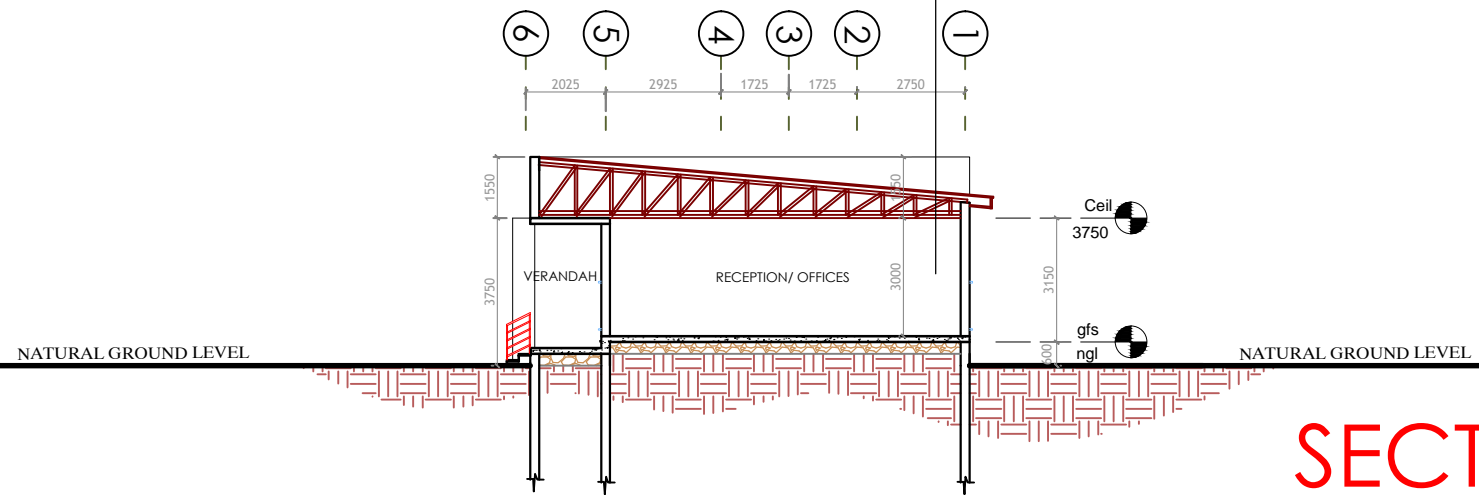 6 5 4 3 2 1
2025 2925 1725 1725 2750
1550
Ceil
3750
VERANDAH
RECEPTION/ OFFICES
3750
3000
3150
gfs
ngl
600
NATURAL GROUND LEVEL
NATURAL GROUND LEVEL
SECT